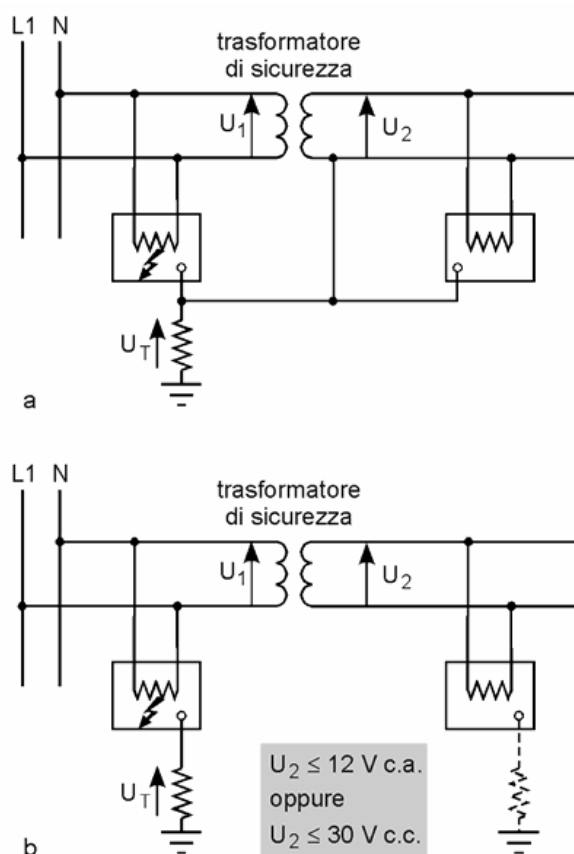 L1 N
trasformatore
di sicurezza
U1
U2
UT
a
L1 N
trasformatore
di sicurezza
U1
U2
UT
U2 ≤ 12 V c.a.
oppure
U2 ≤ 30 V c.c.
b